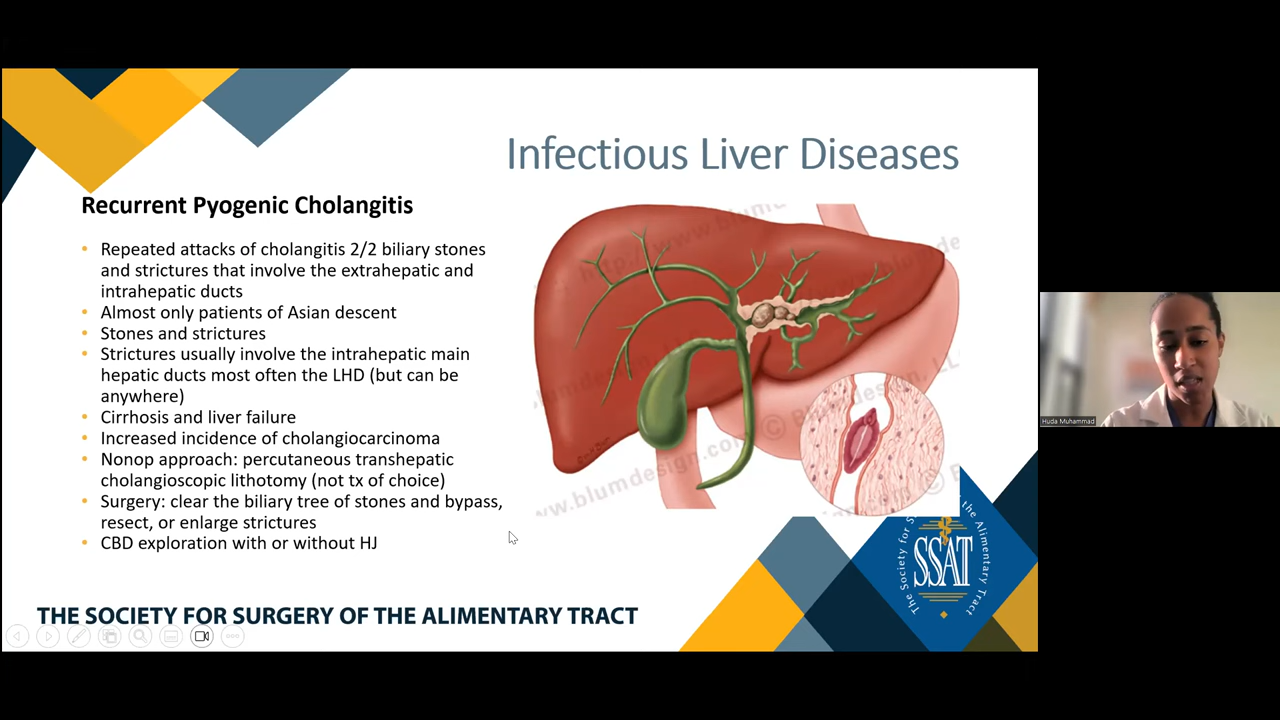 Infectious Liver Diseases
Recurrent Pyogenic Cholangitis
• Repeated attacks of cholangitis 2/2 biliary stones
and strictures that involve the extrahepatic and
intrahepatic ducts
• Almost only patients of Asian descent
• Stones and strictures
• Strictures usually involve the intrahepatic main
hepatic ducts most often the LHD (but can be
anywhere)
• Cirrhosis and liver failure
• Increased incidence of cholangiocarcinoma
• Nonop approach: percutaneous transhepatic
cholangioscopic lithotomy (not tx of choice)
• Surgery: clear the biliary tree of stones and bypass,
resect, or enlarge strictures
• CBD exploration with or without HJ
THE SOCIETY FOR SURGERY OF THE ALIMENTARY TRACT
SSAT
the Alimentary Tract
The Society for
Huda Muhammad